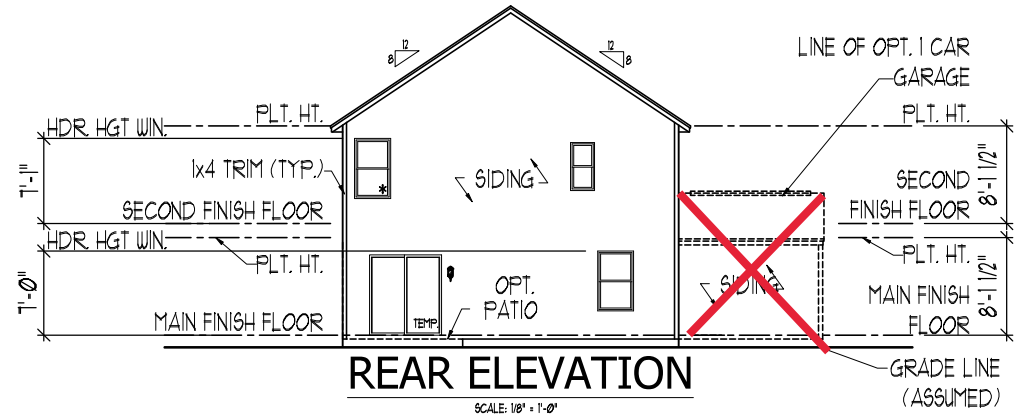 12
8
12
8
LINE OF OPT. 1 CAR
GARAGE
PLT. HT.
PLT. HT.
HDR HGT WIN.
7'-1"
1x4 TRIM (TYP.)
*
SIDING
SECOND
FINISH FLOOR
8'-1 1/2"
SECOND FINISH FLOOR
HDR HGT WIN.
PLT. HT.
PLT. HT.
7'-0"
OPT.
PATIO
SIDING
MAIN FINISH
FLOOR
8'-1 1/2"
MAIN FINISH FLOOR
TEMP.
REAR ELEVATION
GRADE LINE
(ASSUMED)
SCALE: 1/8" = 1'-0"